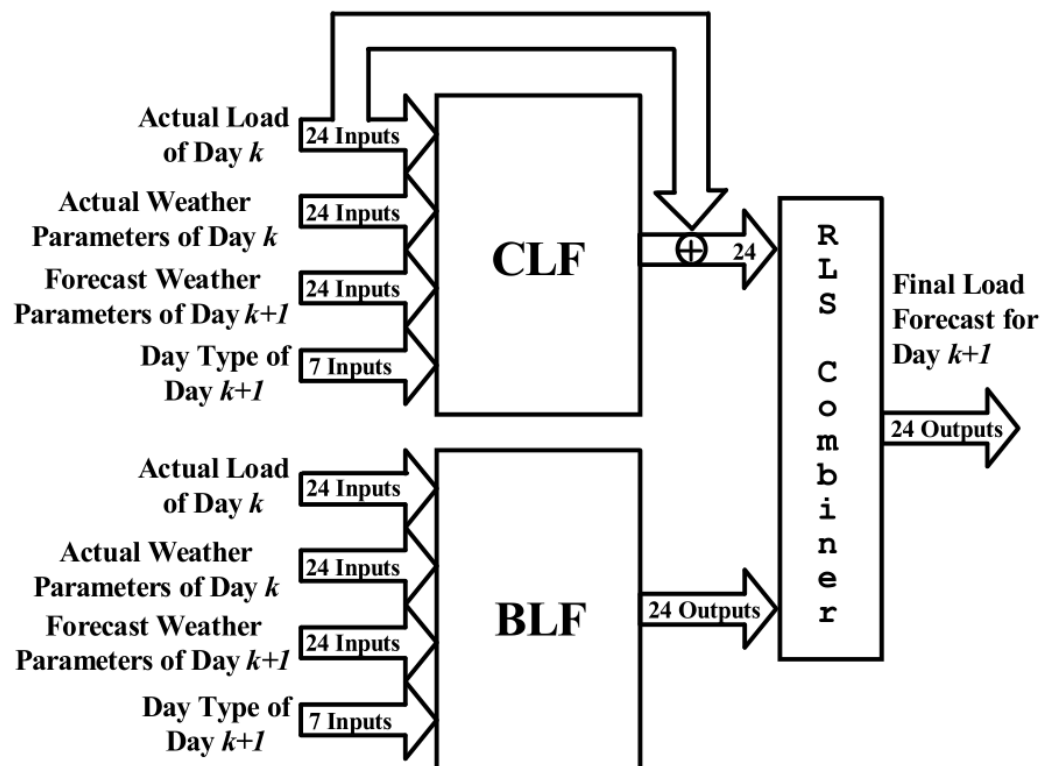 Actual Load
of Day k
24 Inputs
Actual Weather
Parameters of Day k
24 Inputs
Forecast Weather
Parameters of Day k+1
24 Inputs
Day Type of
Day k+1
7 Inputs
CLF
24
Actual Load
of Day k
24 Inputs
Actual Weather
Parameters of Day k
24 Inputs
Forecast Weather
Parameters of Day k+1
24 Inputs
Day Type of
Day k+1
7 Inputs
BLF
24 Outputs
RLS Combiner
Final Load
Forecast for
Day k+1
24 Outputs